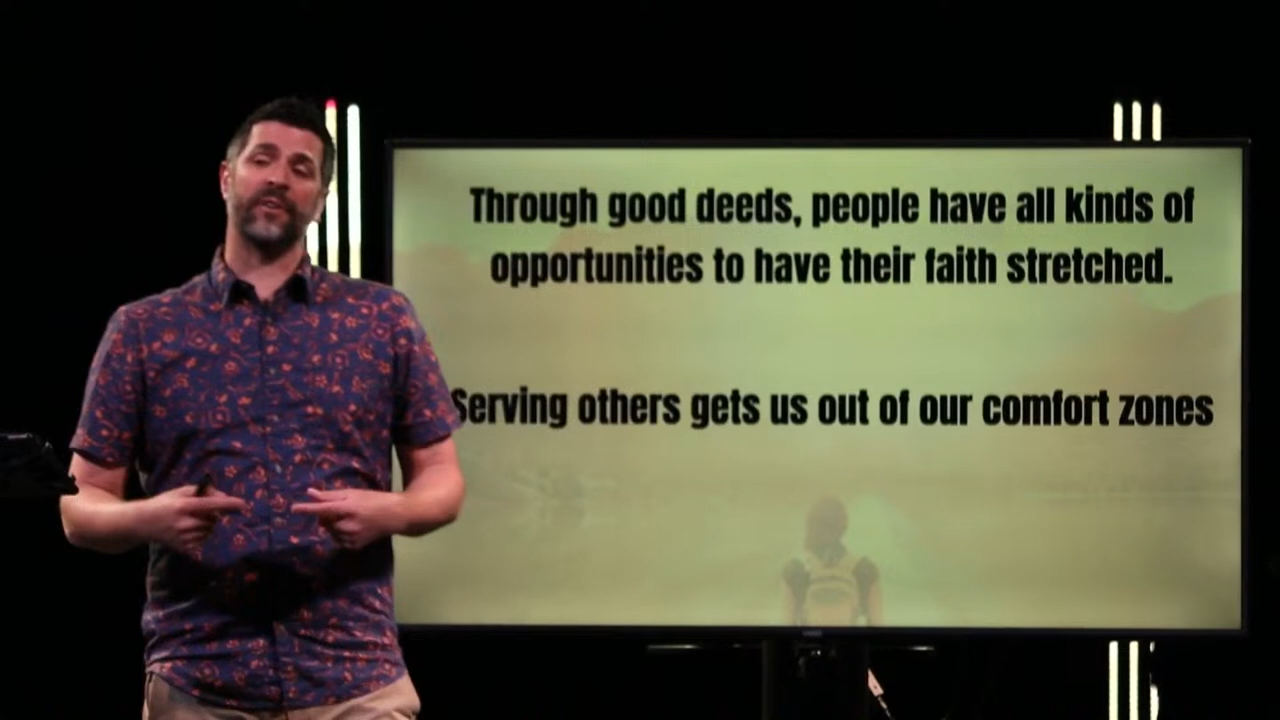 Through good deeds, people have all kinds of
opportunities to have their faith stretched.
Serving others gets us out of our comfort zones